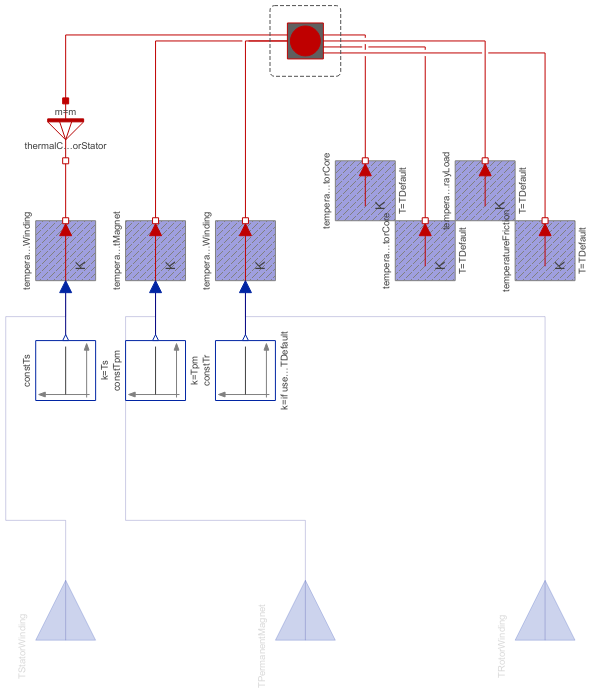 m=m
thermalC...orStator
tempera...Winding
K
tempera...tMagnet
K
tempera...Winding
K
tempera...torCore
K
T=TDefault
tempera...rayLoad
K
T=TDefault
tempera...torCore
K
T=TDefault
temperatureFriction
K
T=TDefault
constTs
k=Ts
constTpm
k=Tpm
constTr
k=if use...TDefault
TStatorWinding
TPermanentMagnet
TRotorWinding